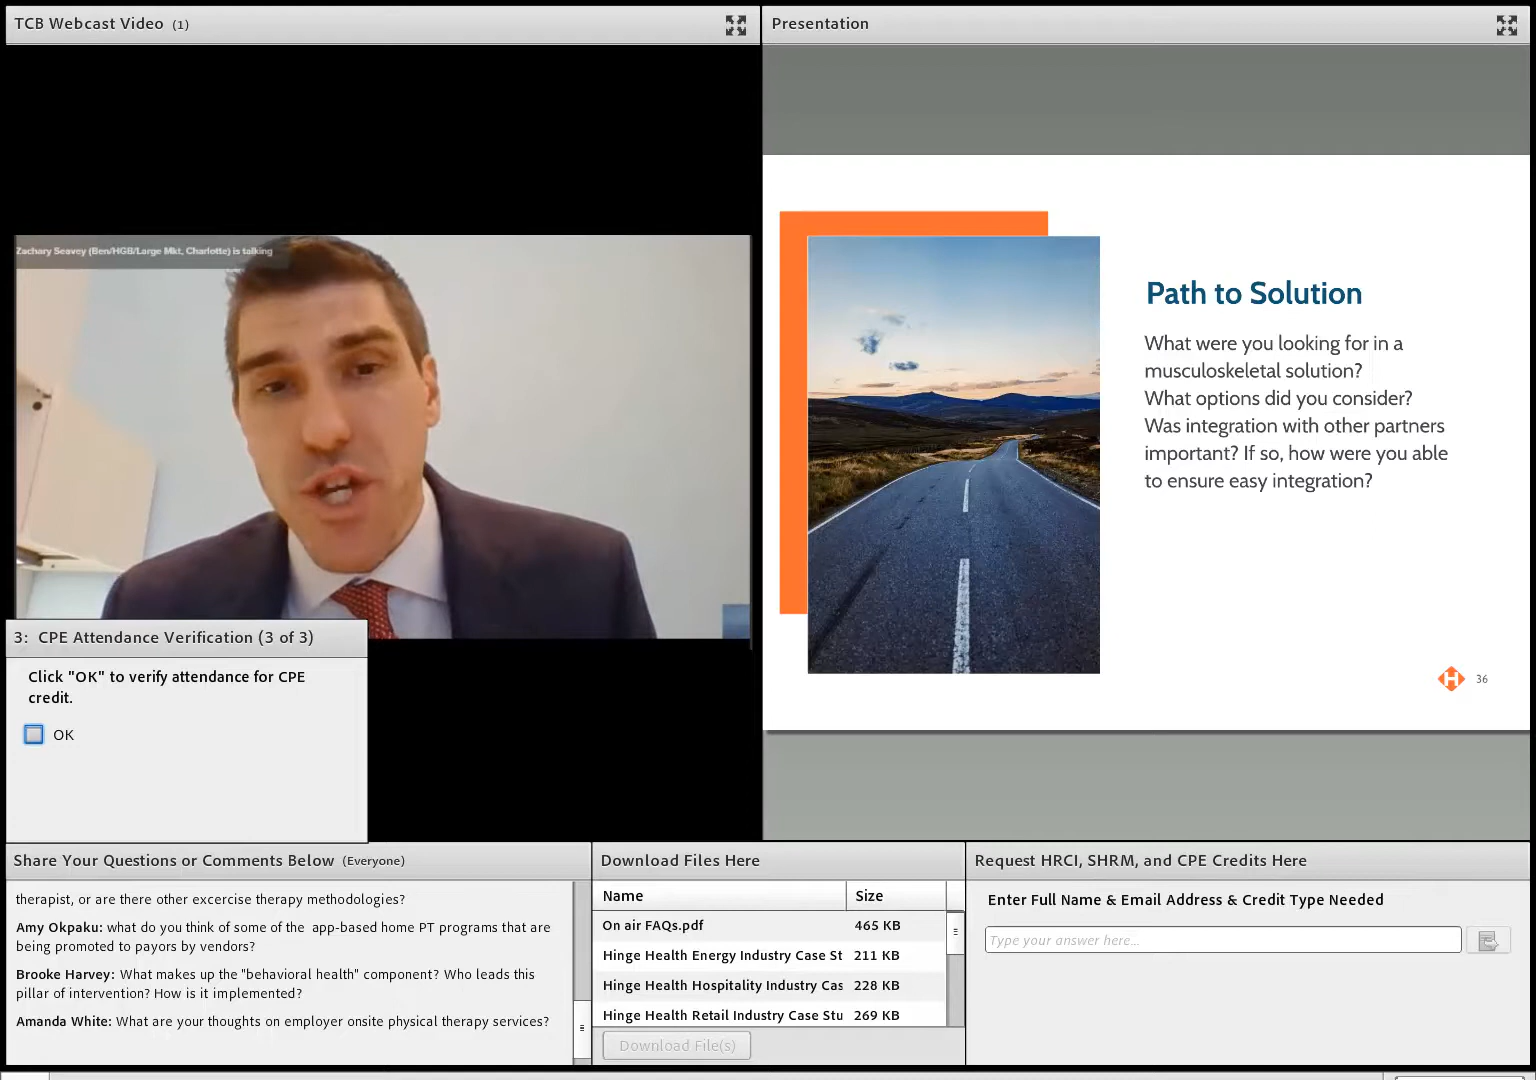 TCB Webcast Video (1)
Zachary Seavey (Ben/HGB/Large Mkt, Charlotte) is talking
3: CPE Attendance Verification (3 of 3)
Click "OK" to verify attendance for CPE
credit.
OK
Presentation
Path to Solution
What were you looking for in a
musculoskeletal solution?
What options did you consider?
Was integration with other partners
important? If so, how were you able
to ensure easy integration?
H
36
Share Your Questions or Comments Below (Everyone)
therapist, or are there other excercise therapy methodologies?
Amy Okpaku: what do you think of some of the app-based home PT programs that are
being promoted to payors by vendors?
Brooke Harvey: What makes up the "behavioral health" component? Who leads this
pillar of intervention? How is it implemented?
Amanda White: What are your thoughts on employer onsite physical therapy services?
Download Files Here
Name Size
On air FAQs.pdf 465 KB
Hinge Health Energy Industry Case St 211 KB
Hinge Health Hospitality Industry Cas 228 KB
Hinge Health Retail Industry Case Stu 269 KB
Download File(s)
Request HRCI, SHRM, and CPE Credits Here
Enter Full Name & Email Address & Credit Type Needed
Type your answer here...